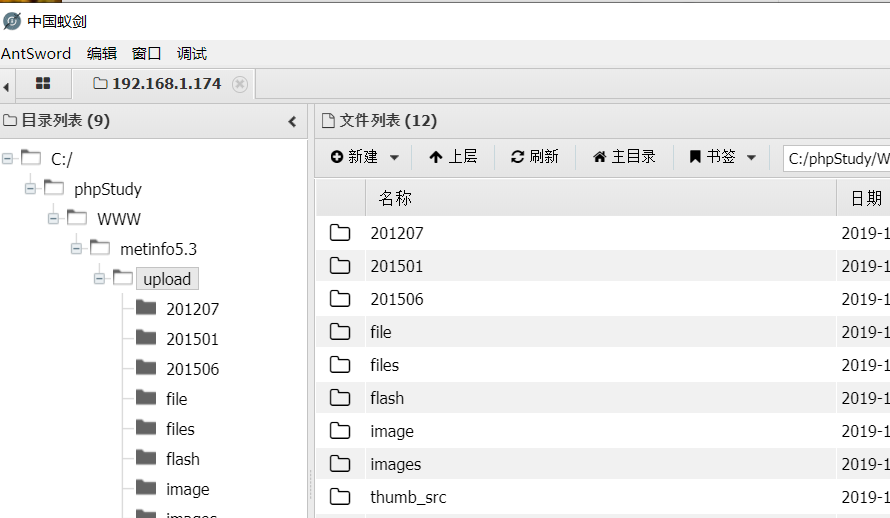 中国蚁剑
AntSword 编辑 窗口 调试
192.168.1.174
目录列表 (9)
C:/
phpStudy
WWW
metinfo5.3
upload
201207
201501
201506
file
files
flash
image
images
文件列表 (12)
新建 上层 刷新 主目录 书签 C:/phpStudy/W
名称 日期
201207 2019-1
201501 2019-1
201506 2019-1
file 2019-1
files 2019-1
flash 2019-1
image 2019-1
images 2019-1
thumb_src 2019-1